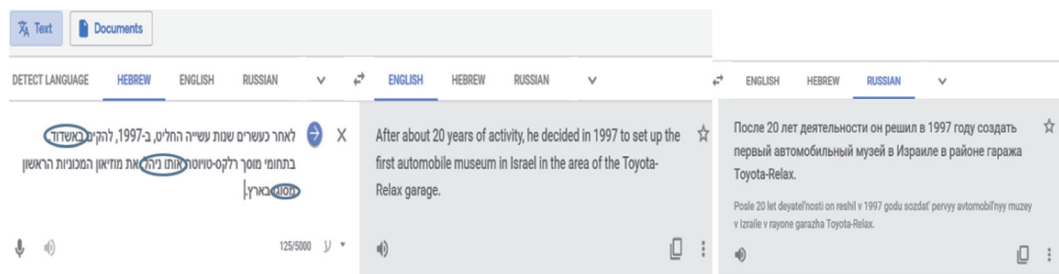 Text
Documents
DETECT LANGUAGE HEBREW ENGLISH RUSSIAN
לאחר כעשרים שנות עשייה החליט, ב-1997, להקים באשדוד
בתחומי מוסך רלקס-טויוטה אותו ניהל את מוזיאון המכוניות הראשון
מסוגו בארץ.
125/5000
ע
ENGLISH HEBREW RUSSIAN
After about 20 years of activity, he decided in 1997 to set up the
first automobile museum in Israel in the area of the Toyota-
Relax garage.
ENGLISH HEBREW RUSSIAN
После 20 лет деятельности он решил в 1997 году создать
первый автомобильный музей в Израиле в районе гаража
Toyota-Relax.
Posle 20 let deyatel'nosti on reshil v 1997 godu sozdat' pervyy avtomobil'nyy muzey
v Izraile v rayone garazha Toyota-Relax.